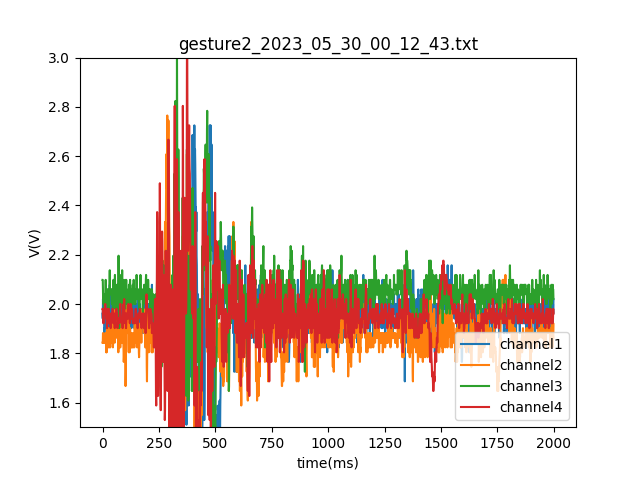 gesture2_2023_05_30_00_12_43.txt
3.0
2.8
2.6
2.4
2.2
2.0
1.8
1.6
V(V)
channel1
channel2
channel3
channel4
0 250 500 750 1000 1250 1500 1750 2000
time(ms)